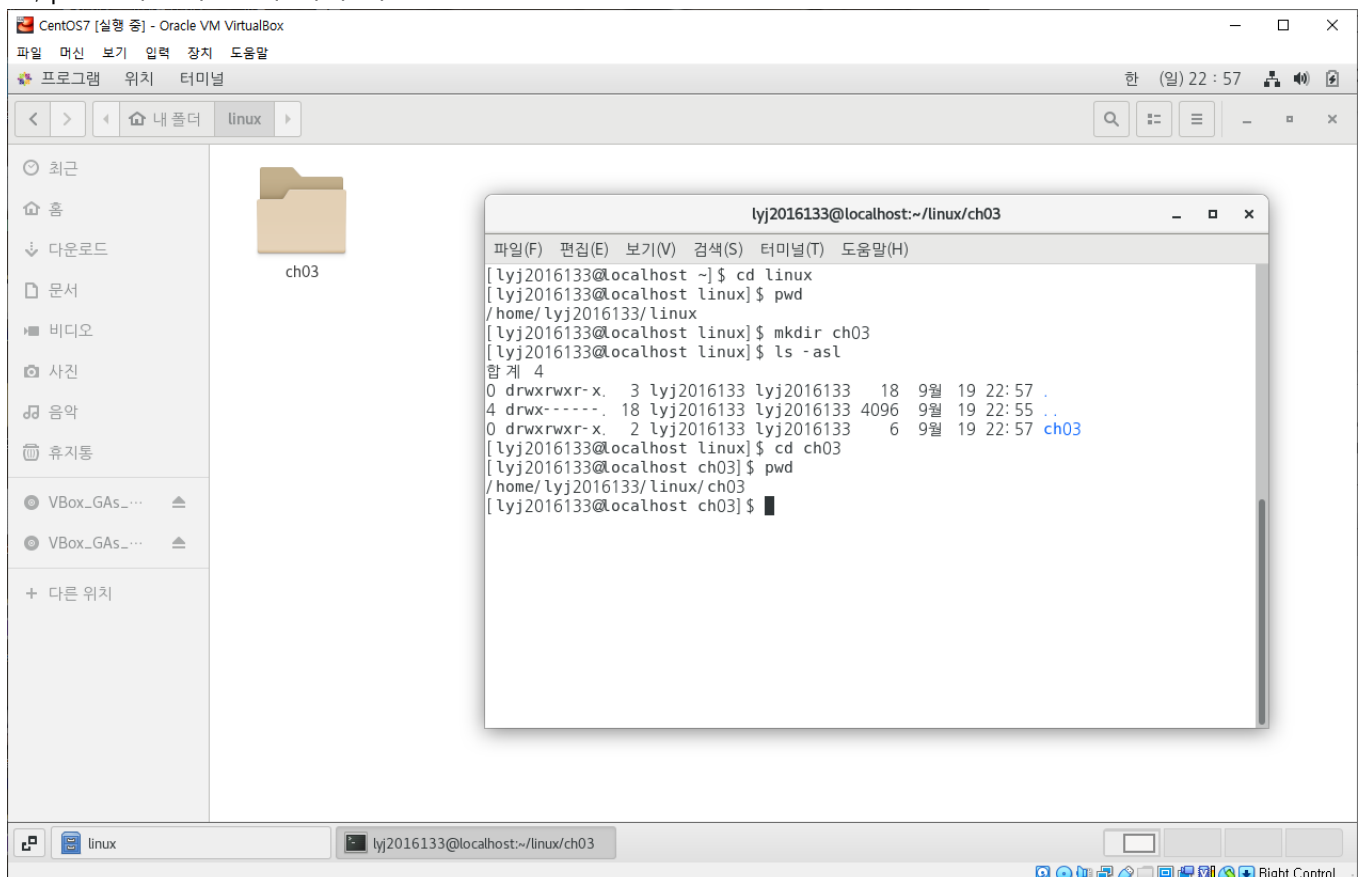 CentOS7 [실행 중] - Oracle VM VirtualBox
파일 머신 보기 입력 장치 도움말
프로그램 위치 터미널 한 (일) 22 : 57
내 폴더 linux
최근
홈
다운로드
문서
비디오
사진
음악
휴지통
VBox_GAs_...
VBox_GAs_...
+ 다른 위치
ch03
lyj2016133@localhost:~/linux/ch03
파일(F) 편집(E) 보기(V) 검색(S) 터미널(T) 도움말(H)
[lyj2016133@localhost ~]$ cd linux
[lyj2016133@localhost linux]$ pwd
/home/lyj2016133/linux
[lyj2016133@localhost linux]$ mkdir ch03
[lyj2016133@localhost linux]$ ls -asl
합계 4
0 drwxrwxr-x. 3 lyj2016133 lyj2016133 18 9월 19 22:57 .
4 drwx------. 18 lyj2016133 lyj2016133 4096 9월 19 22:55 ..
0 drwxrwxr-x. 2 lyj2016133 lyj2016133 6 9월 19 22:57 ch03
[lyj2016133@localhost linux]$ cd ch03
[lyj2016133@localhost ch03]$ pwd
/home/lyj2016133/linux/ch03
[lyj2016133@localhost ch03]$
linux
lyj2016133@localhost:~/linux/ch03
Right Control